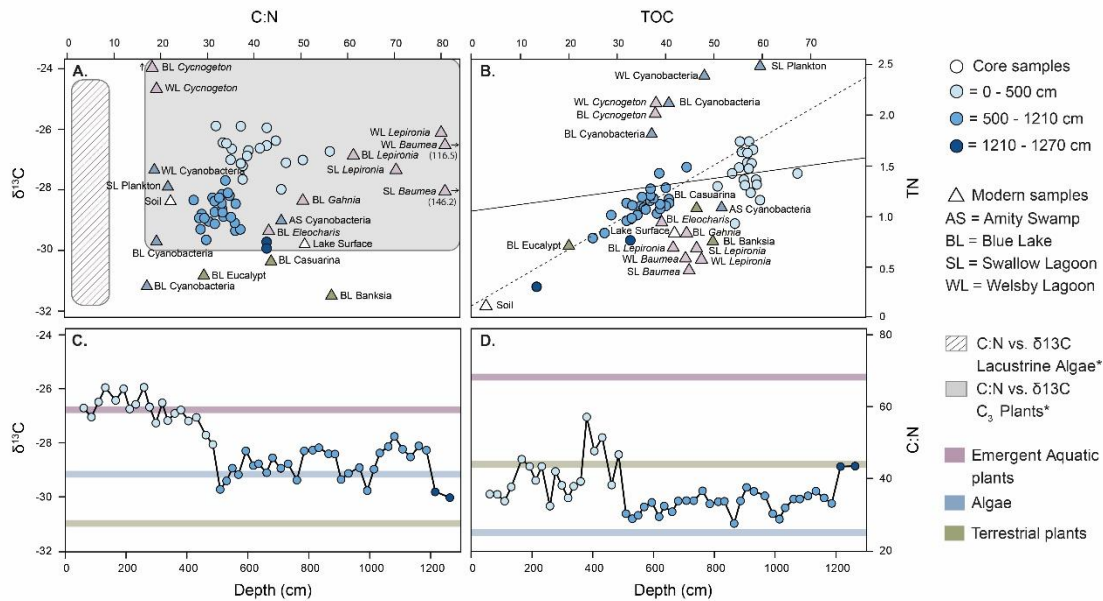 C:N
TOC
0 10 20 30 40 50 60 70 80
0 10 20 30 40 50 60 70
δ13C
-24
-26
-28
-30
-32
A.
↑ BL Cycnogeton
WL Cycnogeton
WL Lepironia
WL Baumea
(116.5)
BL Lepironia
SL Lepironia
WL Cyanobacteria
SL Plankton
Soil
SL Baumea
(146.2)
BL Gahnia
AS Cyanobacteria
BL Eleocharis
Lake Surface
BL Cyanobacteria
BL Casuarina
BL Eucalypt
BL Cyanobacteria
BL Banksia
B.
SL Plankton
WL Cyanobacteria
WL Cycnogeton
BL Cyanobacteria
BL Cycnogeton
BL Cyanobacteria
BL Casuarina
AS Cyanobacteria
BL Eleocharis
Lake Surface
BL Gahnia
BL Eucalypt
BL Banksia
BL Lepironia
SL Lepironia
WL Baumea
WL Lepironia
SL Baumea
Soil
2.5
2.0
1.5
1.0
0.5
0
TN
C.
δ13C
-24
-26
-28
-30
-32
0 200 400 600 800 1000 1200
Depth (cm)
D.
80
60
40
20
C:N
0 200 400 600 800 1000 1200
Depth (cm)
Core samples
= 0 - 500 cm
= 500 - 1210 cm
= 1210 - 1270 cm
Modern samples
AS = Amity Swamp
BL = Blue Lake
SL = Swallow Lagoon
WL = Welsby Lagoon
C:N vs. δ13C
Lacustrine Algae*
C:N vs. δ13C
C3 Plants*
Emergent Aquatic
plants
Algae
Terrestrial plants